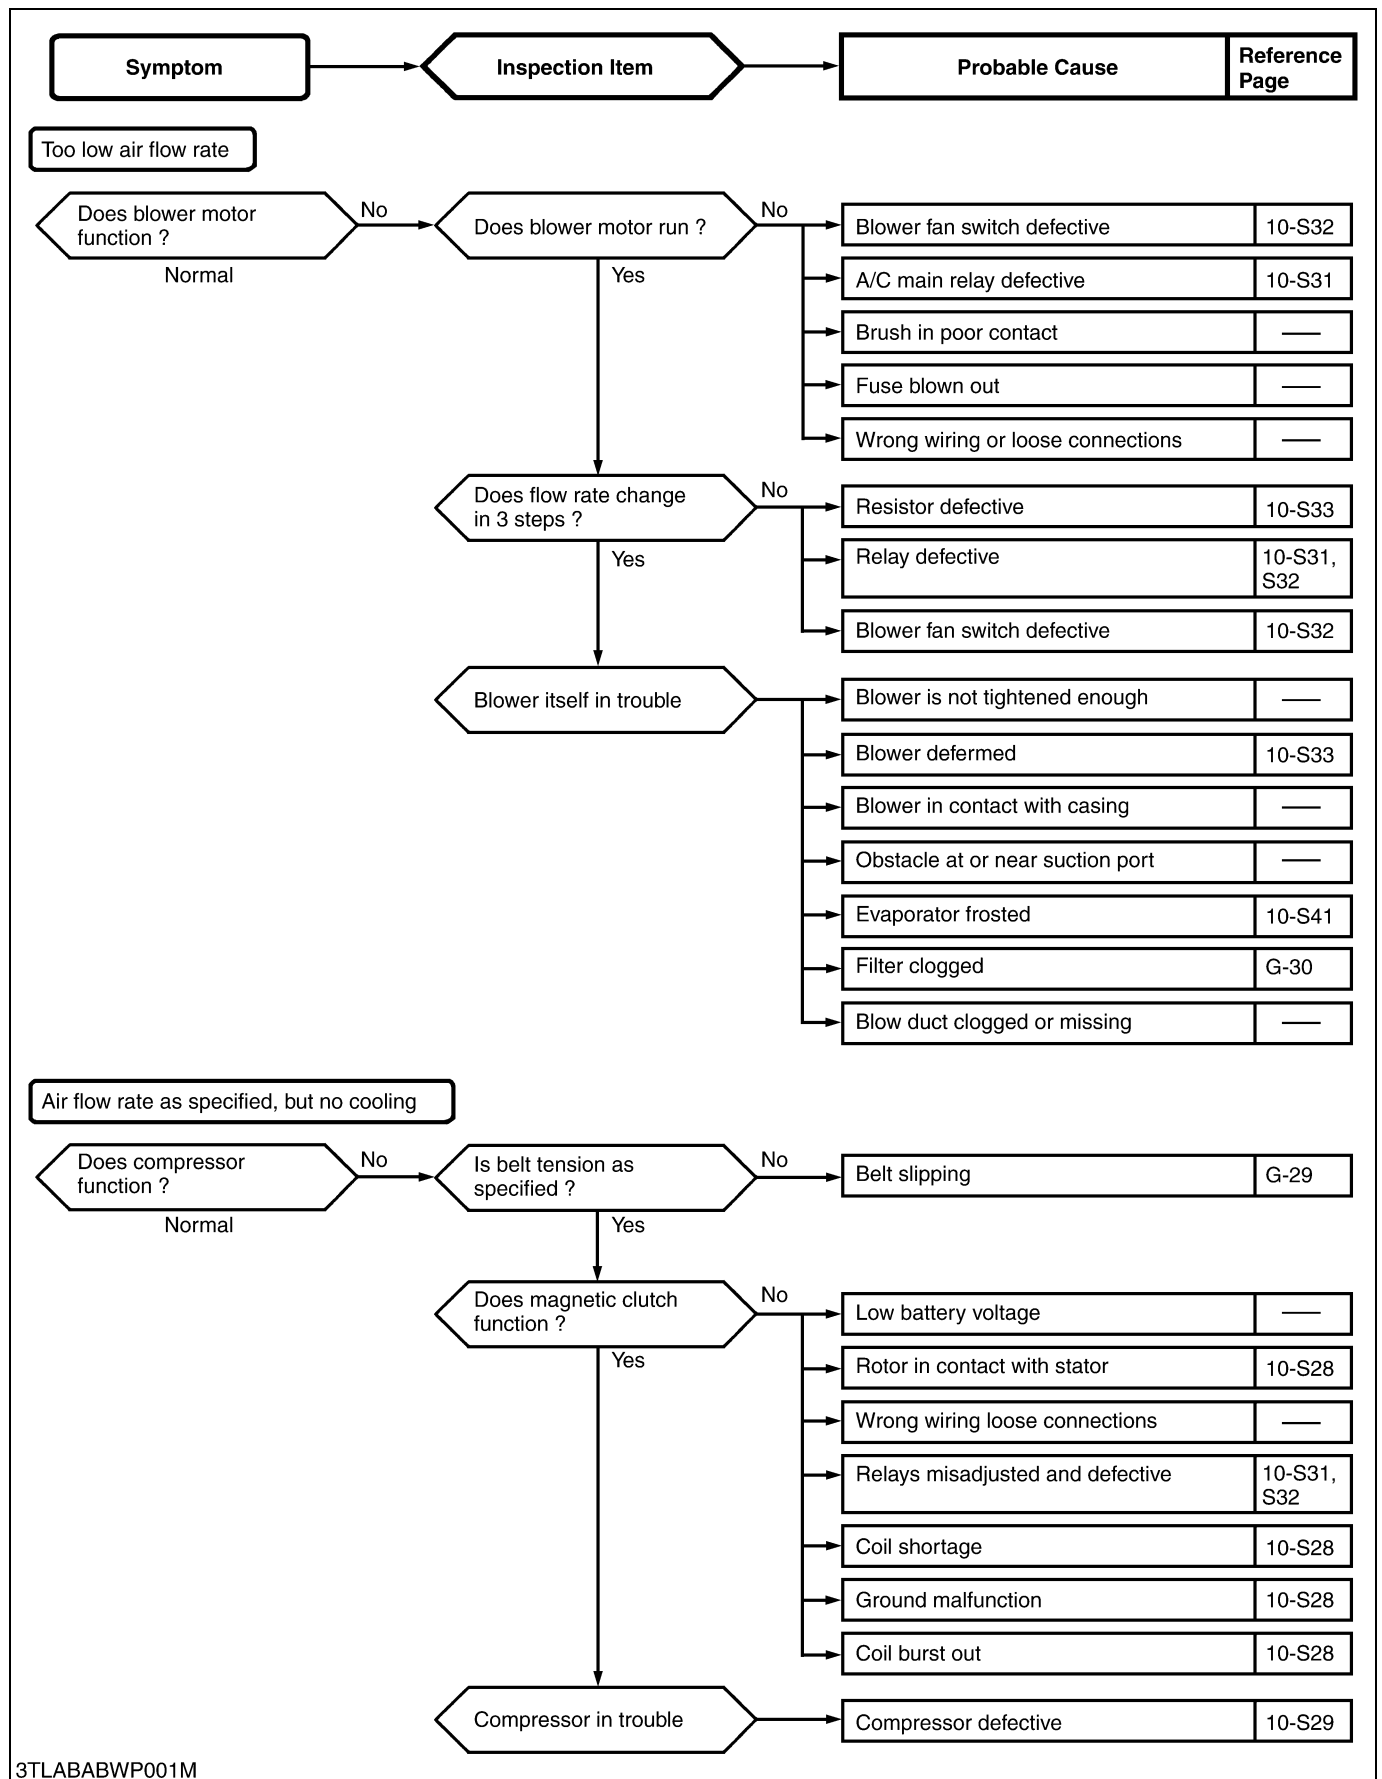 Symptom
Inspection Item
Probable Cause
Reference
Page
Too low air flow rate
Does blower motor
function ?
No
Normal
Does blower motor run ?
No
Yes
Blower fan switch defective
10-S32
A/C main relay defective
10-S31
Brush in poor contact
——
Fuse blown out
——
Wrong wiring or loose connections
——
Does flow rate change
in 3 steps ?
No
Yes
Resistor defective
10-S33
Relay defective
10-S31,
S32
Blower fan switch defective
10-S32
Blower itself in trouble
Blower is not tightened enough
——
Blower defermed
10-S33
Blower in contact with casing
——
Obstacle at or near suction port
——
Evaporator frosted
10-S41
Filter clogged
G-30
Blow duct clogged or missing
——
Air flow rate as specified, but no cooling
Does compressor
function ?
No
Normal
Is belt tension as
specified ?
No
Yes
Belt slipping
G-29
Does magnetic clutch
function ?
No
Yes
Low battery voltage
——
Rotor in contact with stator
10-S28
Wrong wiring loose connections
——
Relays misadjusted and defective
10-S31,
S32
Coil shortage
10-S28
Ground malfunction
10-S28
Coil burst out
10-S28
Compressor in trouble
Compressor defective
10-S29
3TLABABWP001M